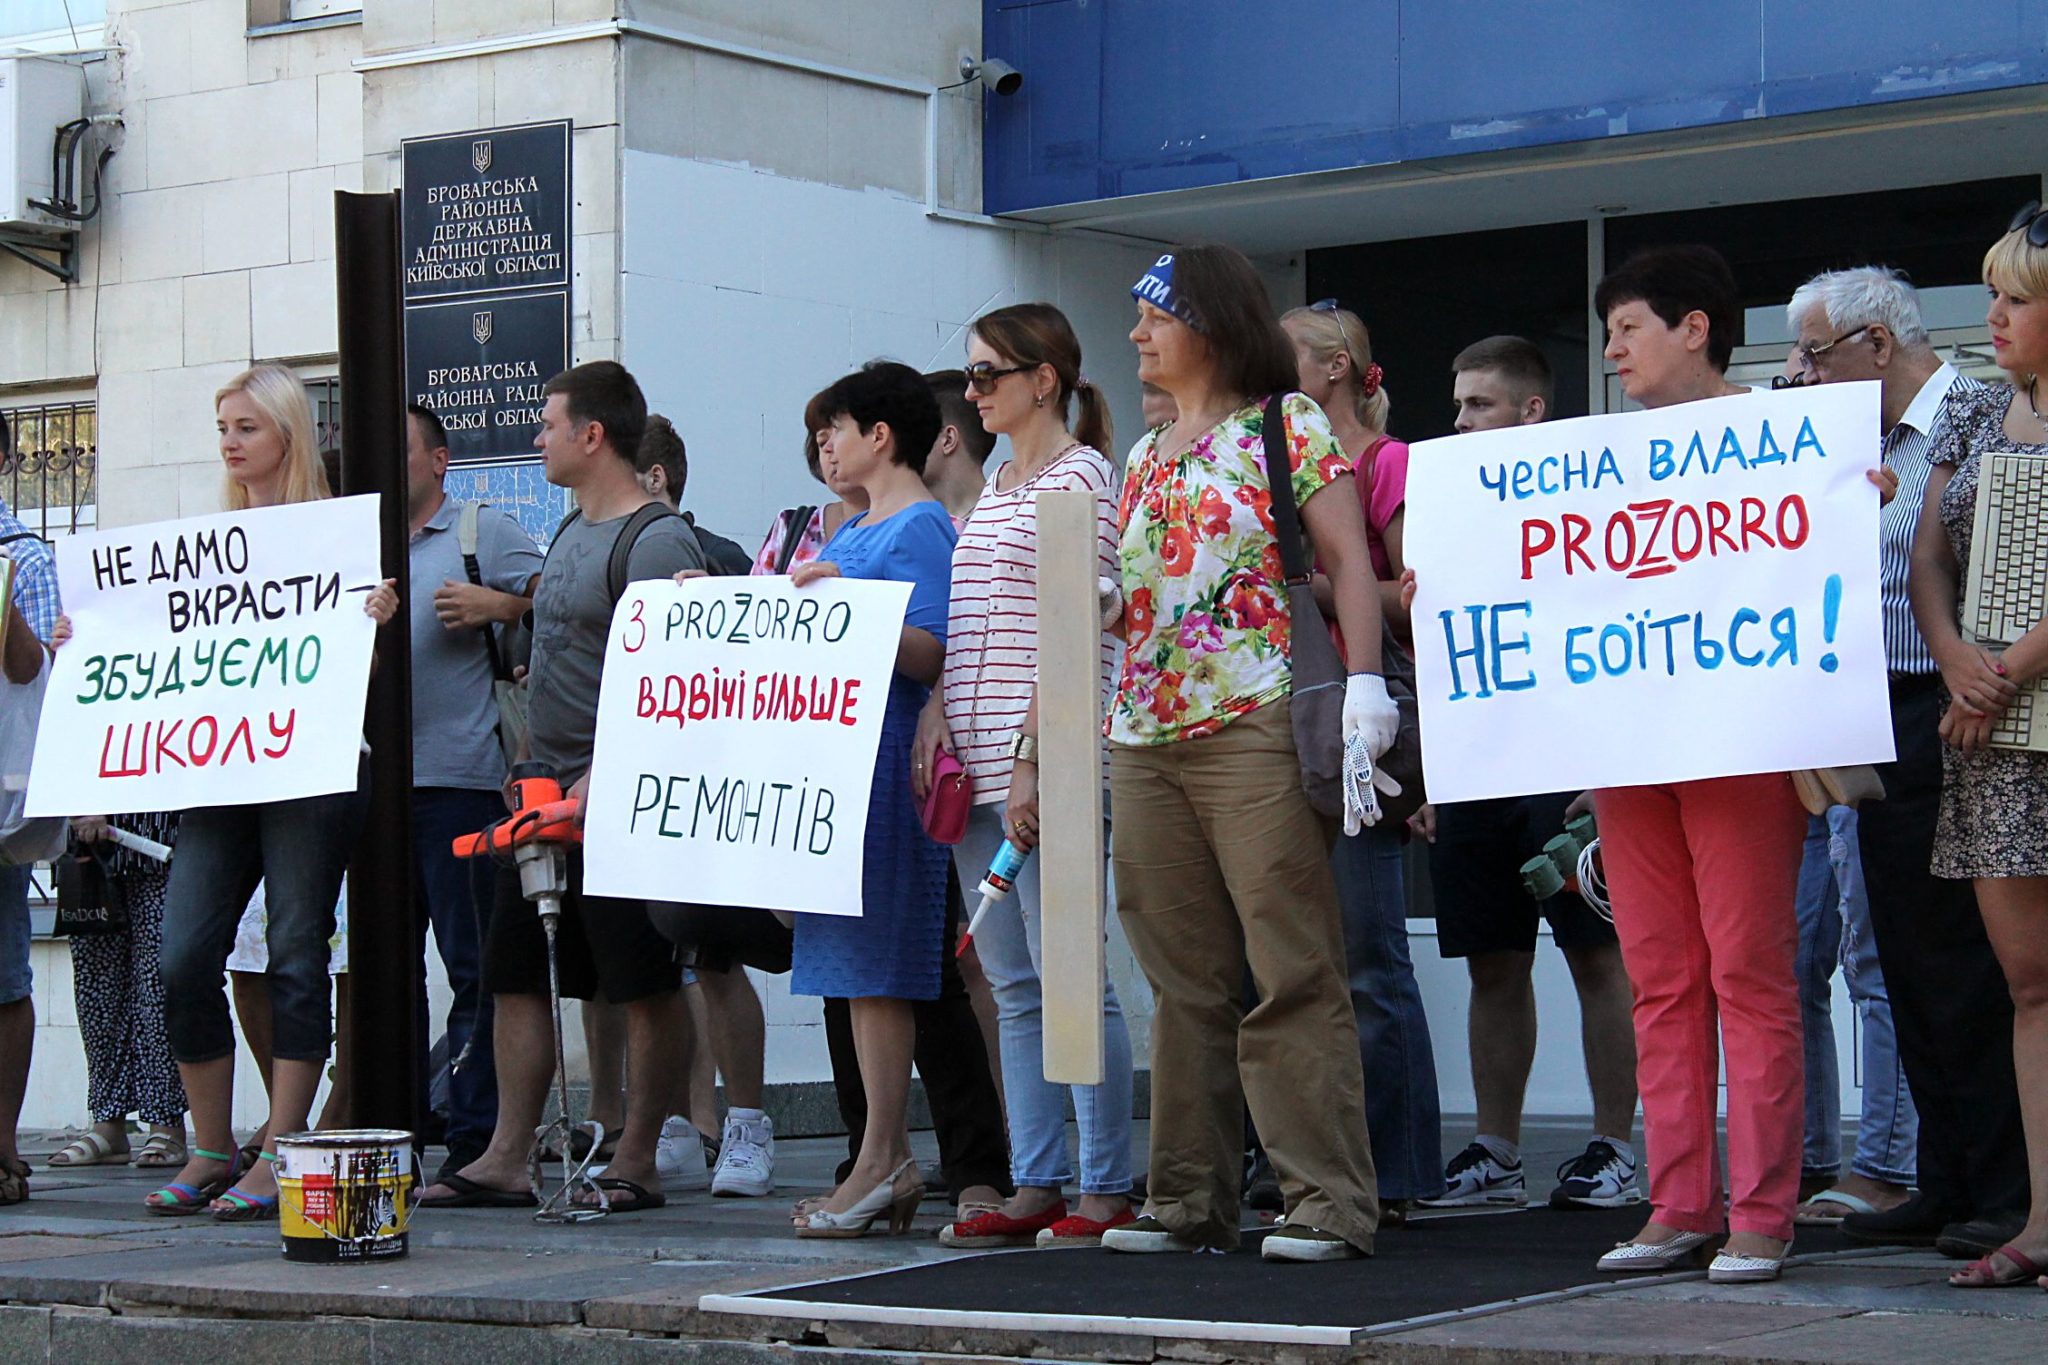 БРОВАРСЬКА
РАЙОННА
ДЕРЖАВНА
АДМІНІСТРАЦІЯ
КИЇВСЬКОЇ ОБЛАСТІ
БРОВАРСЬКА
РАЙОННА РАДА
НЕ ДАМО
ВКРАСТИ –
ЗБУДУЄМО
ШКОЛУ
З PROZORRO
ВДВІЧІ БІЛЬШЕ
РЕМОНТІВ
ЧЕСНА ВЛАДА
PROZORRO
НЕ БОЇТЬСЯ!